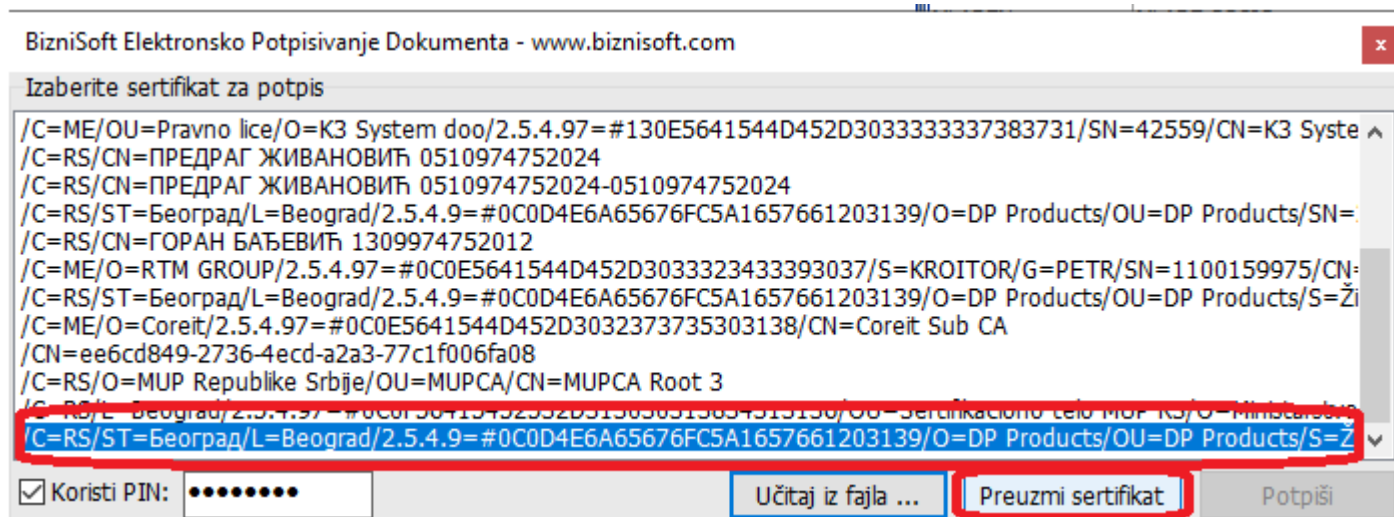 BizniSoft Elektronsko Potpisivanje Dokumenta - www.biznisoft.com
x
Izaberite sertifikat za potpis
/C=ME/OU=Pravno lice/O=K3 System doo/2.5.4.97=#130E5641544D452D3033333337383731/SN=42559/CN=K3 Syste
/C=RS/CN=ПРЕДРАГ ЖИВАНОВИЋ 0510974752024
/C=RS/CN=ПРЕДРАГ ЖИВАНОВИЋ 0510974752024-0510974752024
/C=RS/ST=Београд/L=Beograd/2.5.4.9=#0C0D4E6A65676FC5A1657661203139/O=DP Products/OU=DP Products/SN=
/C=RS/CN=ГОРАН БАЂЕВИЋ 1309974752012
/C=ME/O=RTM GROUP/2.5.4.97=#0C0E5641544D452D3033323433393037/S=KROITOR/G=PETR/SN=1100159975/CN=
/C=RS/ST=Београд/L=Beograd/2.5.4.9=#0C0D4E6A65676FC5A1657661203139/O=DP Products/OU=DP Products/S=Ži
/C=ME/O=Coreit/2.5.4.97=#0C0E5641544D452D3032373735303138/CN=Coreit Sub CA
/CN=ee6cd849-2736-4ecd-a2a3-77c1f006fa08
/C=RS/O=MUP Republike Srbije/OU=MUPCA/CN=MUPCA Root 3
/C=RS/ST=Београд/L=Beograd/2.5.4.9=#0C0D4E6A65676FC5A1657661203139/O=DP Products/OU=DP Products/S=Ž
Koristi PIN: ●●●●●●●● Učitaj iz fajla ... Preuzmi sertifikat Potpiši